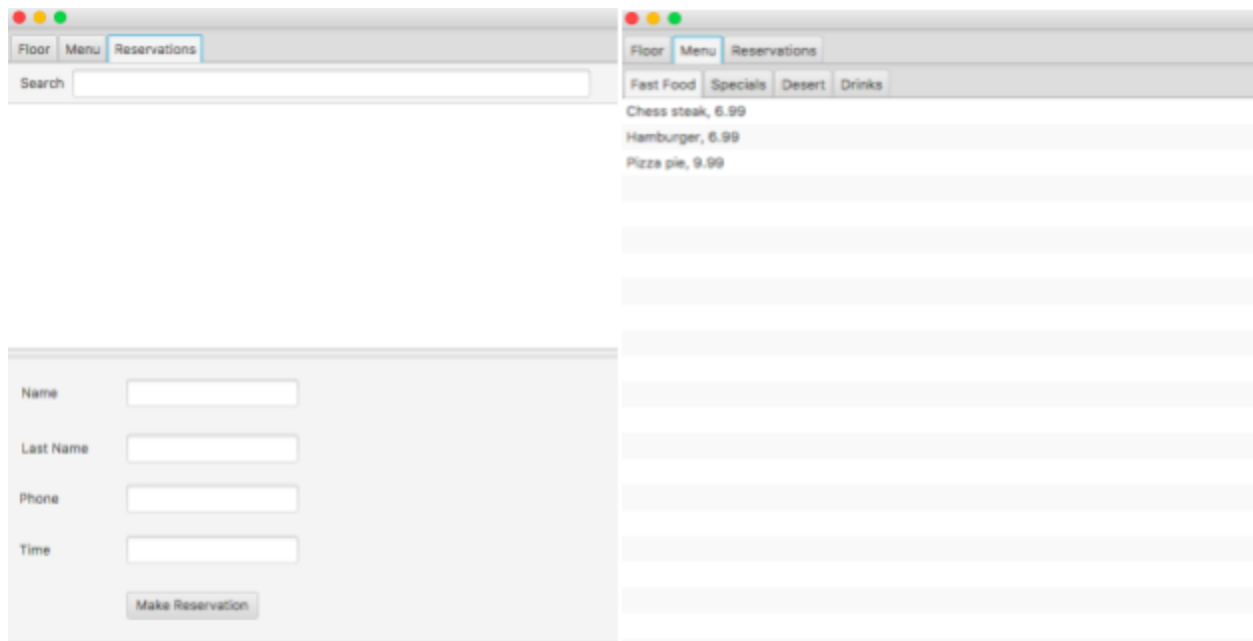 Floor Menu Reservations
Search
Name
Last Name
Phone
Time
Make Reservation
Floor Menu Reservations
Fast Food Specials Desert Drinks
Chess steak, 6.99
Hamburger, 6.99
Pizza pie, 9.99